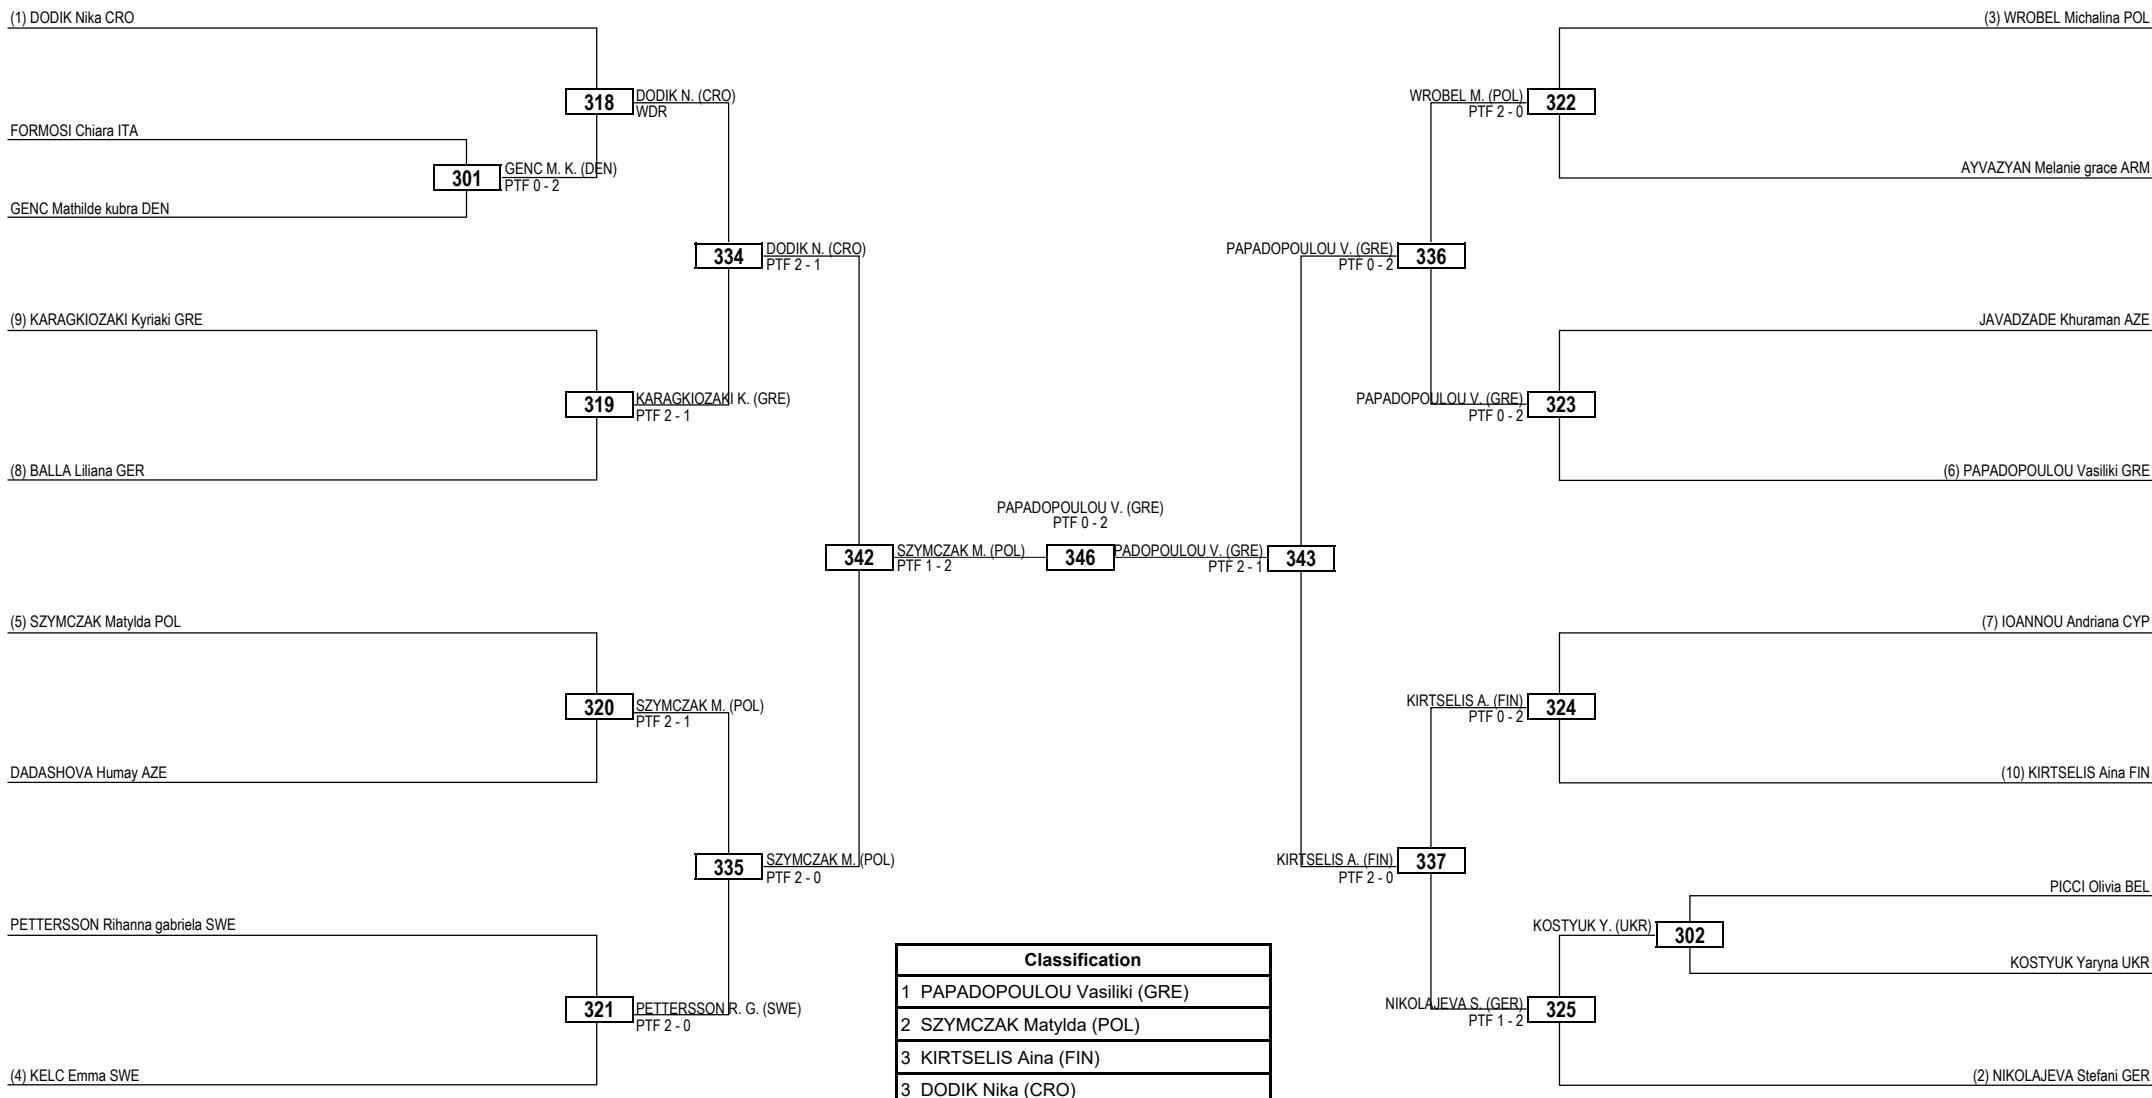 (1) DODIK Nika CRO
318
DODIK N. (CRO)
WDR
FORMOSI Chiara ITA
301
GENC M. K. (DEN)
PTF 0 - 2
GENC Mathilde kubra DEN
334
DODIK N. (CRO)
PTF 2 - 1
(9) KARAGKIOZAKI Kyriaki GRE
319
KARAGKIOZAKI K. (GRE)
PTF 2 - 1
(8) BALLA Liliana GER
342
SZYMCZAK M. (POL)
PTF 1 - 2
(5) SZYMCZAK Matylda POL
320
SZYMCZAK M. (POL)
PTF 2 - 1
DADASHOVA Humay AZE
335
SZYMCZAK M. (POL)
PTF 2 - 0
PETTERSSON Rihanna gabriela SWE
321
PETTERSSON R. G. (SWE)
PTF 2 - 0
(4) KELC Emma SWE
PAPADOPOULOU V. (GRE)
PTF 0 - 2
346
(3) WROBEL Michalina POL
WROBEL M. (POL)
PTF 2 - 0
322
AYVAZYAN Melanie grace ARM
PAPADOPOULOU V. (GRE)
PTF 0 - 2
336
JAVADZADE Khuraman AZE
PAPADOPOULOU V. (GRE)
PTF 0 - 2
323
(6) PAPADOPOULOU Vasiliki GRE
PADOPOULOU V. (GRE)
PTF 2 - 1
343
(7) IOANNOU Andriana CYP
KIRTSELIS A. (FIN)
PTF 0 - 2
324
(10) KIRTSELIS Aina FIN
KIRTSELIS A. (FIN)
PTF 2 - 0
337
PICCI Olivia BEL
KOSTYUK Y. (UKR)
302
KOSTYUK Yaryna UKR
NIKOLAJEVA S. (GER)
PTF 1 - 2
325
(2) NIKOLAJEVA Stefani GER
Classification
1 PAPADOPOULOU Vasiliki (GRE)
2 SZYMCZAK Matylda (POL)
3 KIRTSELIS Aina (FIN)
3 DODIK Nika (CRO)